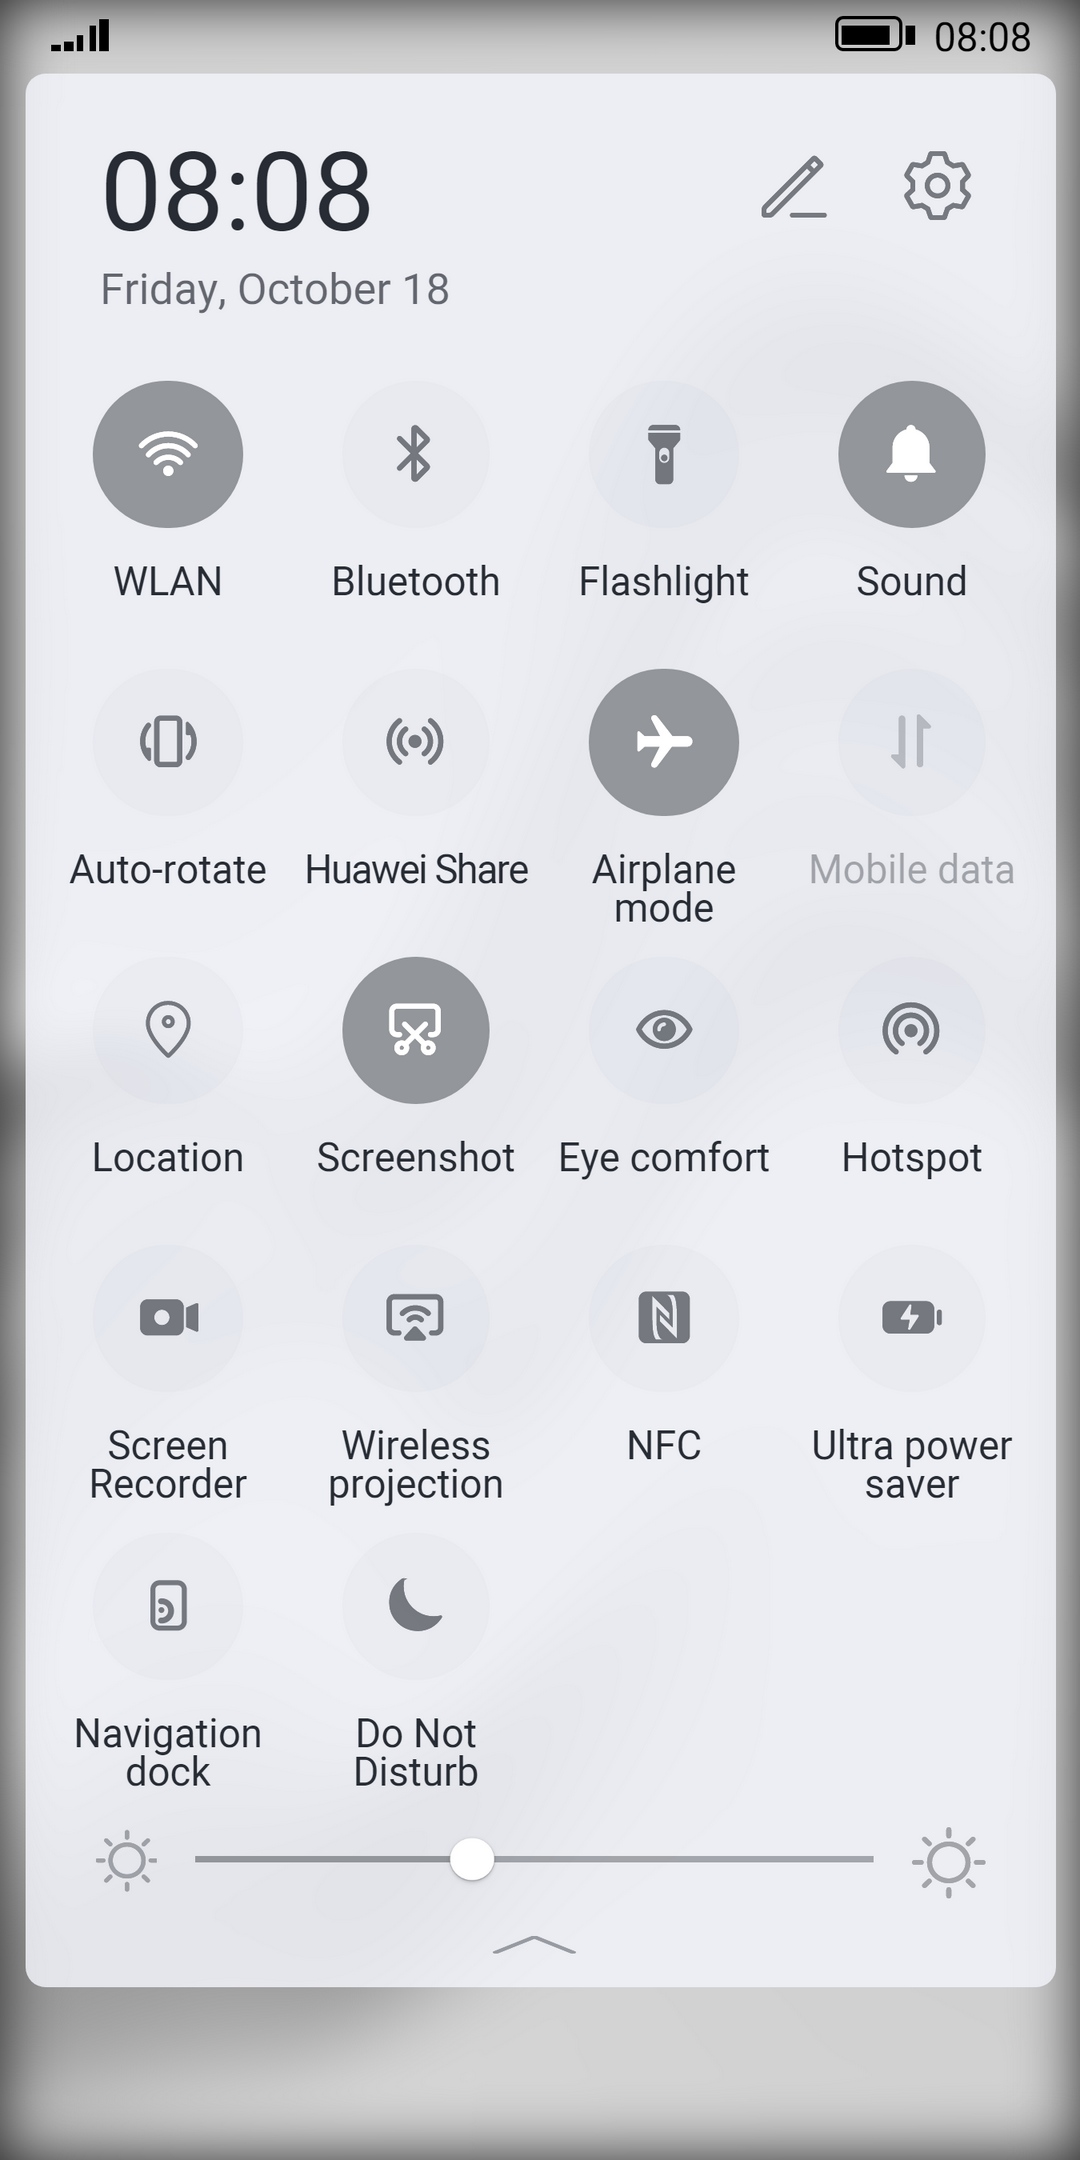 08:08
08:08
Friday, October 18
WLAN
Bluetooth
Flashlight
Sound
Auto-rotate
Huawei Share
Airplane
mode
Mobile data
Location
Screenshot
Eye comfort
Hotspot
Screen
Recorder
Wireless
projection
NFC
Ultra power
saver
Navigation
dock
Do Not
Disturb